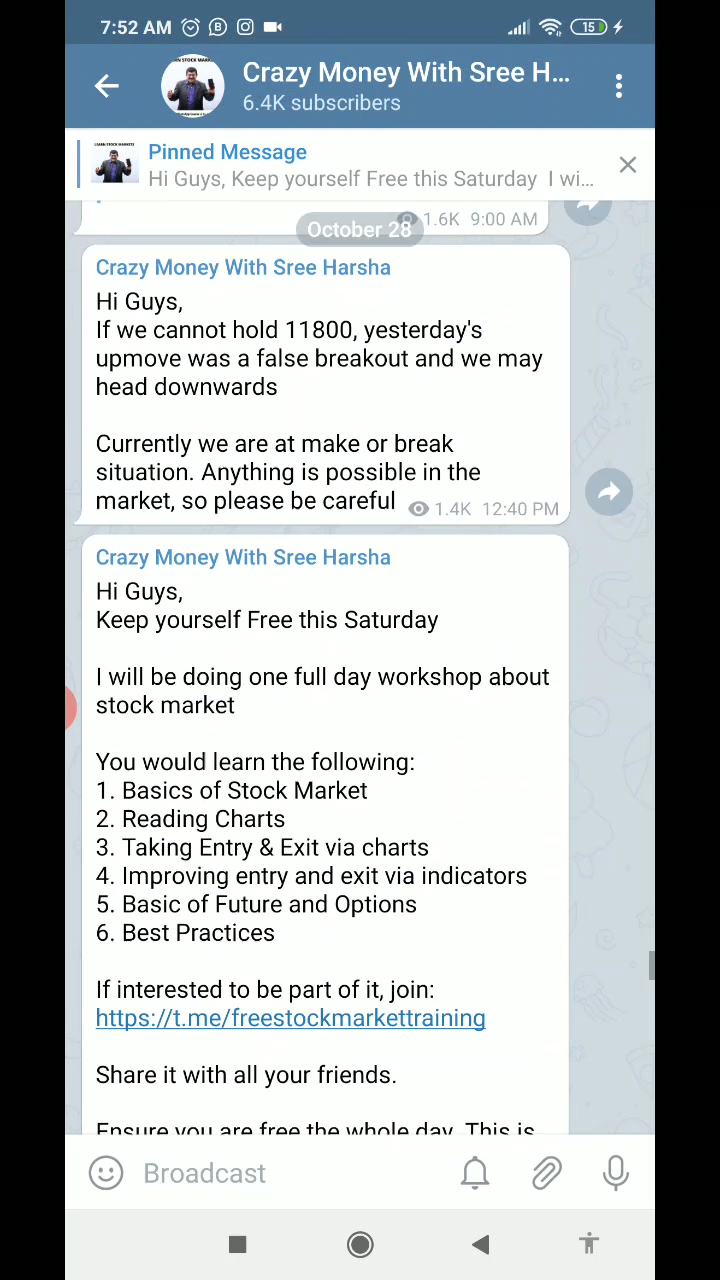 7:52 AM
15
Crazy Money With Sree H...
6.4K subscribers
Pinned Message
Hi Guys, Keep yourself Free this Saturday I wi...
1.6K 9:00 AM
October 28
Crazy Money With Sree Harsha
Hi Guys,
If we cannot hold 11800, yesterday's
upmove was a false breakout and we may
head downwards
Currently we are at make or break
situation. Anything is possible in the
market, so please be careful 1.4K 12:40 PM
Crazy Money With Sree Harsha
Hi Guys,
Keep yourself Free this Saturday
I will be doing one full day workshop about
stock market
You would learn the following:
1. Basics of Stock Market
2. Reading Charts
3. Taking Entry & Exit via charts
4. Improving entry and exit via indicators
5. Basic of Future and Options
6. Best Practices
If interested to be part of it, join:
https://t.me/freestockmarkettraining
Share it with all your friends.
Ensure you are free the whole day. This is
Broadcast